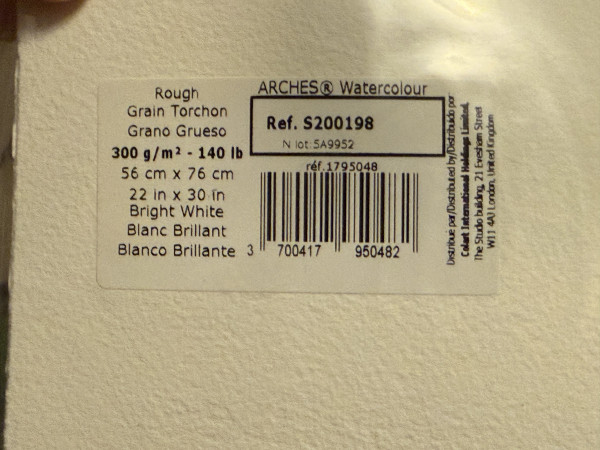 Rough
Grain Torchon
Grano Grueso
300 g/m² - 140 lb
56 cm x 76 cm
22 in x 30 in
Bright White
Blanc Brillant
Blanco Brillante
ARCHES® Watercolour
Ref. S200198
N lot: 5A9952
réf.1795048
3 700417 950482
Distribué par/Distributed by/Distribuido por
Colart International Holdings Limited,
The Studio building, 21 Evesham Street
W11 4AJ London, United Kingdom